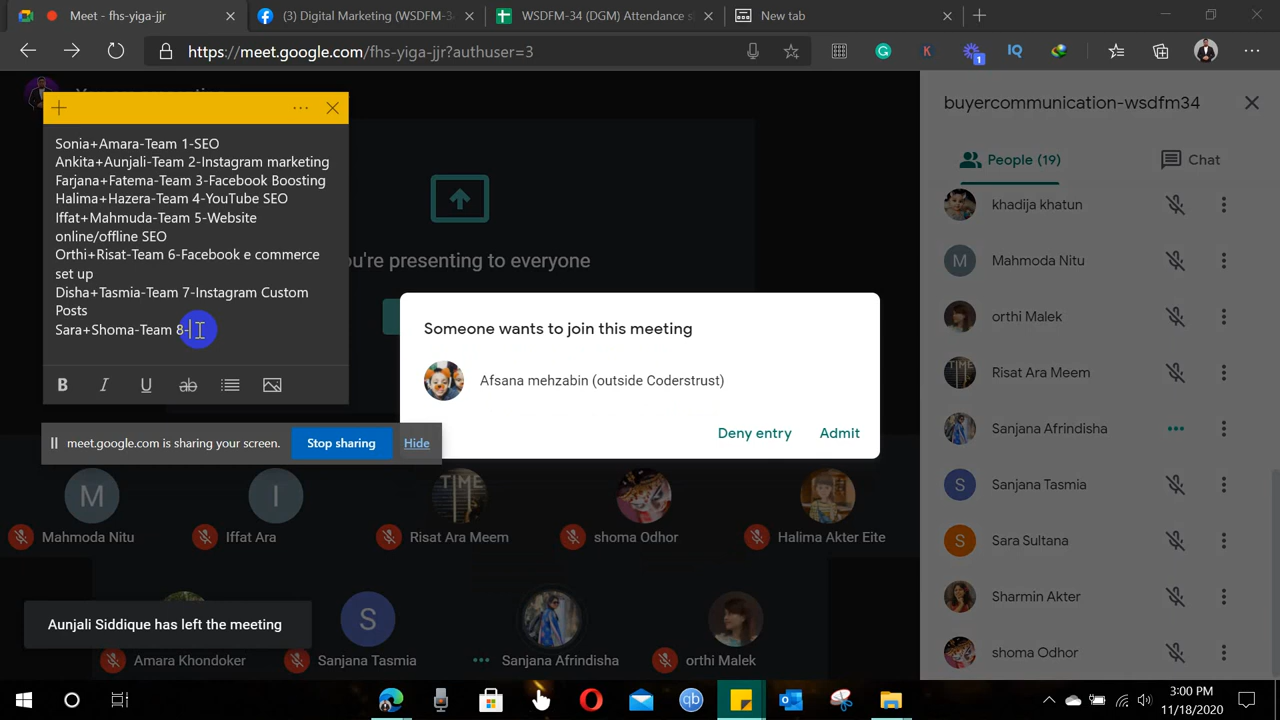 Meet - fhs-yiga-jjr
(3) Digital Marketing (WSDFM-34
WSDFM-34 (DGM) Attendance s
New tab
https://meet.google.com/fhs-yiga-jjr?authuser=3
K
1
IQ
Sonia+Amara-Team 1-SEO
Ankita+Aunjali-Team 2-Instagram marketing
Farjana+Fatema-Team 3-Facebook Boosting
Halima+Hazera-Team 4-YouTube SEO
Iffat+Mahmuda-Team 5-Website
online/offline SEO
Orthi+Risat-Team 6-Facebook e commerce
set up
Disha+Tasmia-Team 7-Instagram Custom
Posts
Sara+Shoma-Team 8-
B I U ab
're presenting to everyone
meet.google.com is sharing your screen.
Stop sharing
Hide
Someone wants to join this meeting
Afsana mehzabin (outside Coderstrust)
Deny entry
Admit
M
Mahmoda Nitu
I
Iffat Ara
TIME
Risat Ara Meem
shoma Odhor
Halima Akter Eite
Aunjali Siddique has left the meeting
Amara Khondoker
S
Sanjana Tasmia
Sanjana Afrindisha
orthi Malek
buyercommunication-wsdfm34
People (19)
Chat
khadija khatun
M
Mahmoda Nitu
orthi Malek
Risat Ara Meem
Sanjana Afrindisha
S
Sanjana Tasmia
S
Sara Sultana
Sharmin Akter
shoma Odhor
qb
3:00 PM
11/18/2020